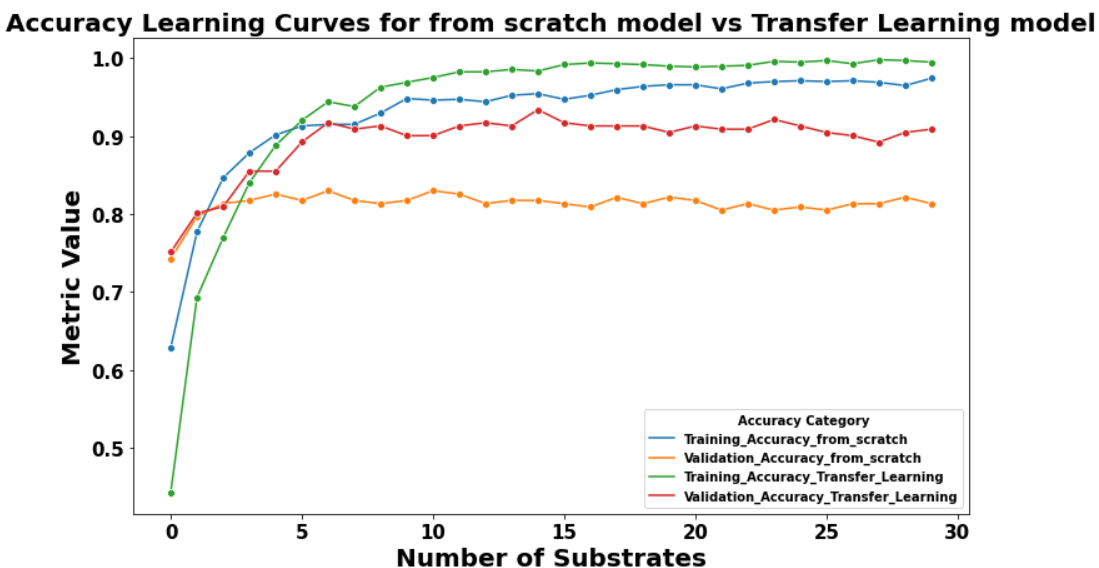 Accuracy Learning Curves for from scratch model vs Transfer Learning model
Metric Value
1.0
0.9
0.8
0.7
0.6
0.5
Accuracy Category
Training_Accuracy_from_scratch
Validation_Accuracy_from_scratch
Training_Accuracy_Transfer_Learning
Validation_Accuracy_Transfer_Learning
0 5 10 15 20 25 30
Number of Substrates